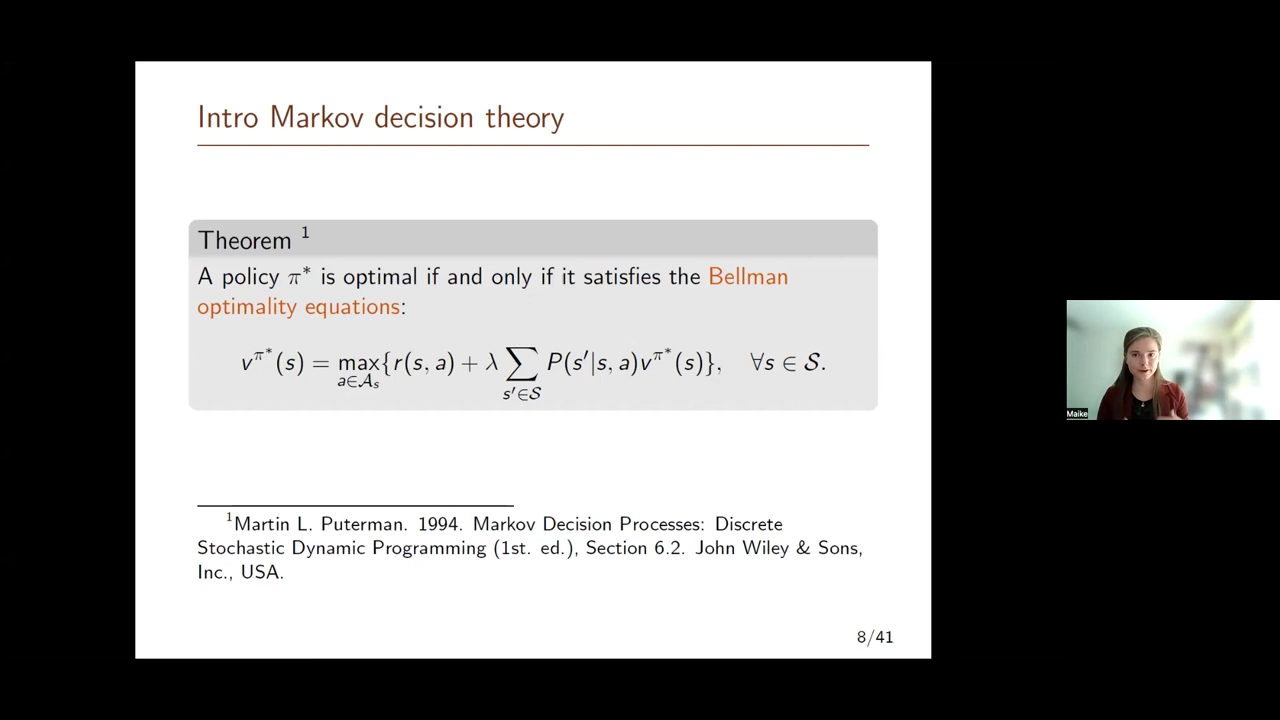 Intro Markov decision theory
Theorem ¹
A policy π* is optimal if and only if it satisfies the Bellman
optimality equations:
v^{π*}(s) = max_{a∈𝒜_s}{r(s, a) + λ ∑_{s′∈𝒮} P(s′|s, a)v^{π*}(s)}, ∀s ∈ 𝒮.
¹Martin L. Puterman. 1994. Markov Decision Processes: Discrete
Stochastic Dynamic Programming (1st. ed.), Section 6.2. John Wiley & Sons,
Inc., USA.
8/41
Maike